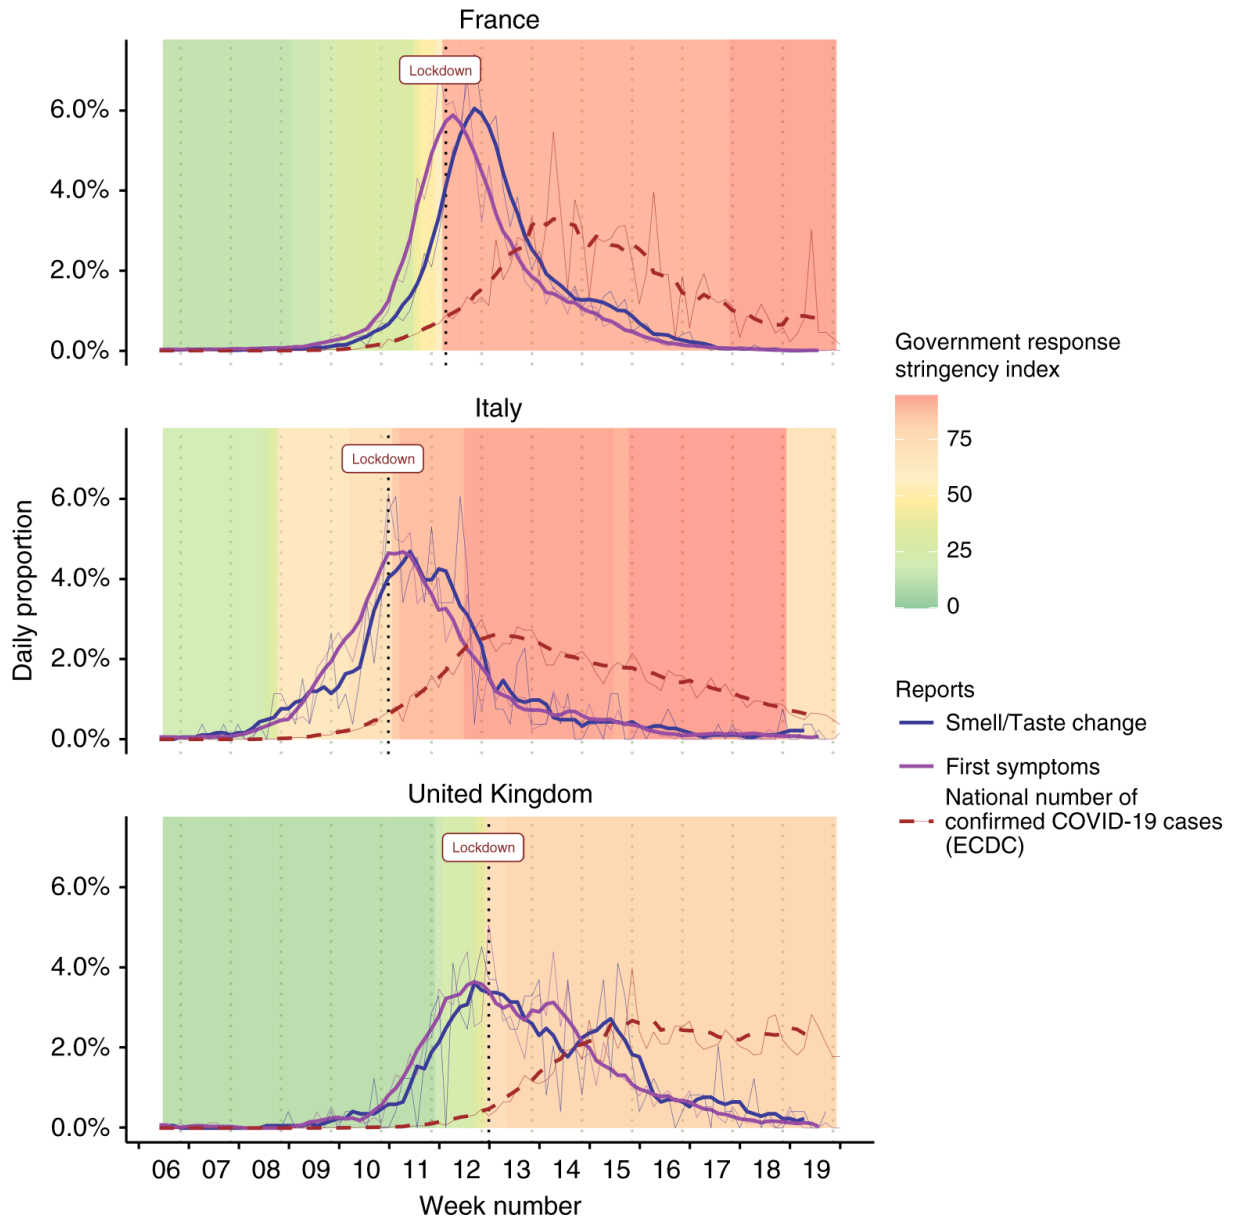 France
Lockdown
6.0%
4.0%
2.0%
0.0%
Italy
Lockdown
6.0%
4.0%
2.0%
0.0%
United Kingdom
Lockdown
6.0%
4.0%
2.0%
0.0%
Daily proportion
06 07 08 09 10 11 12 13 14 15 16 17 18 19
Week number
Government response
stringency index
75
50
25
0
Reports
Smell/Taste change
First symptoms
National number of
confirmed COVID-19 cases
(ECDC)